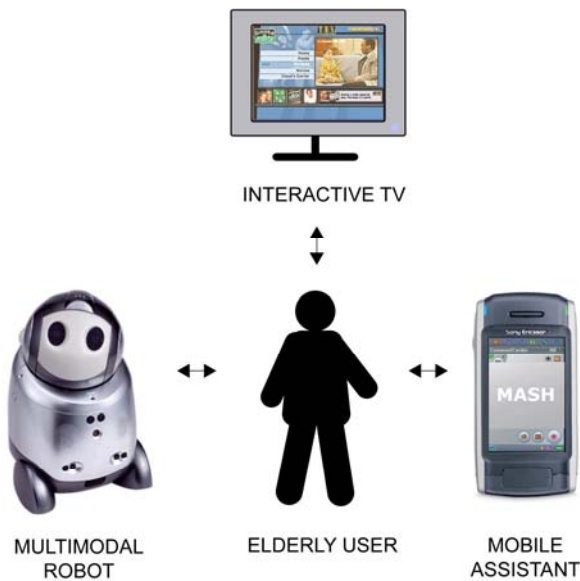 INTERACTIVE TV
Sony Ericsson
MASH
MULTIMODAL
ROBOT
ELDERLY USER
MOBILE
ASSISTANT